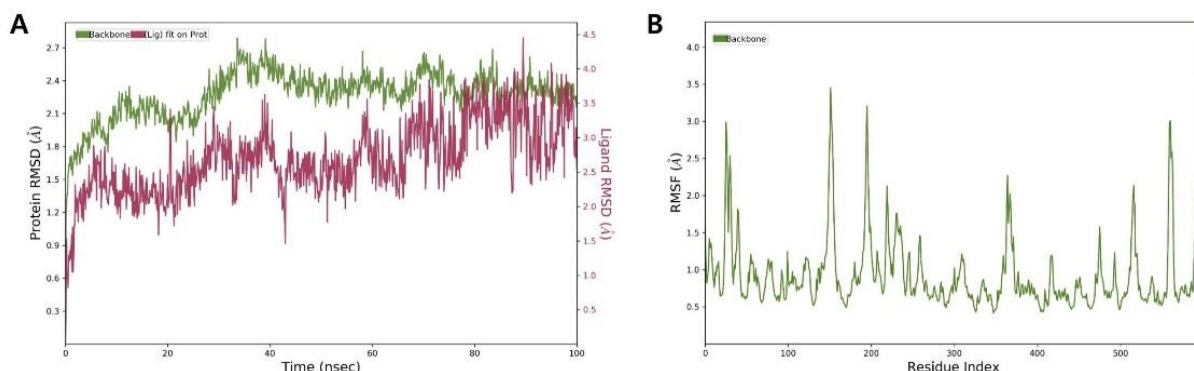 A
Backbone (Lig) fit on Prot
Protein RMSD (Å)
2.7
2.4
2.1
1.8
1.5
1.2
0.9
0.6
0.3
Ligand RMSD (Å)
4.5
4.0
3.5
3.0
2.5
2.0
1.5
1.0
0.5
0 20 40 60 80 100
Time (nsec)
B
Backbone
RMSF (Å)
4.0
3.5
3.0
2.5
2.0
1.5
1.0
0.5
0 100 200 300 400 500
Residue Index